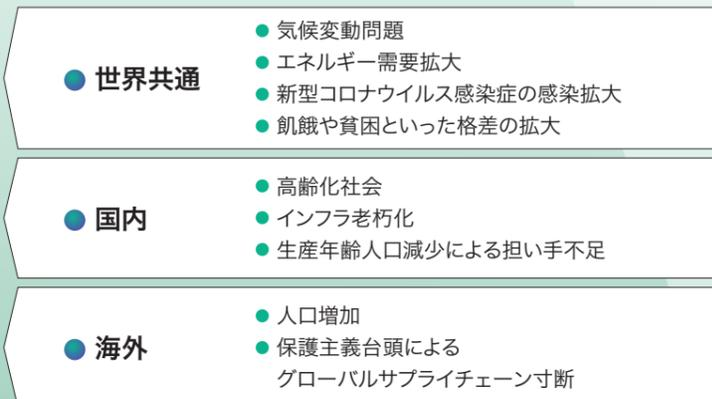 世界共通
気候変動問題
エネルギー需要拡大
新型コロナウイルス感染症の感染拡大
飢餓や貧困といった格差の拡大
国内
高齢化社会
インフラ老朽化
生産年齢人口減少による担い手不足
海外
人口増加
保護主義台頭による
グローバルサプライチェーン寸断